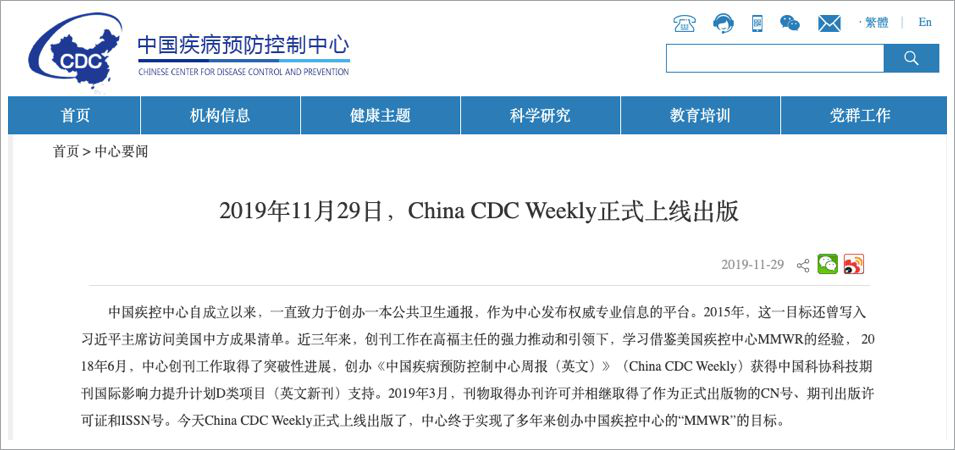 CDC
中国疾病预防控制中心
CHINESE CENTER FOR DISEASE CONTROL AND PREVENTION
· 繁體 | En
首页 机构信息 健康主题 科学研究 教育培训 党群工作
首页 > 中心要闻
2019年11月29日，China CDC Weekly正式上线出版
2019-11-29
中国疾控中心自成立以来，一直致力于创办一本公共卫生通报，作为中心发布权威专业信息的平台。2015年，这一目标还曾写入
习近平主席访问美国中方成果清单。近三年来，创刊工作在高福主任的强力推动和引领下，学习借鉴美国疾控中心MMWR的经验， 20
18年6月，中心创刊工作取得了突破性进展，创办《中国疾病预防控制中心周报（英文）》（China CDC Weekly）获得中国科协科技期
刊国际影响力提升计划D类项目（英文新刊）支持。2019年3月，刊物取得办刊许可并相继取得了作为正式出版物的CN号、期刊出版许
可证和ISSN号。今天China CDC Weekly正式上线出版了，中心终于实现了多年来创办中国疾控中心的“MMWR”的目标。